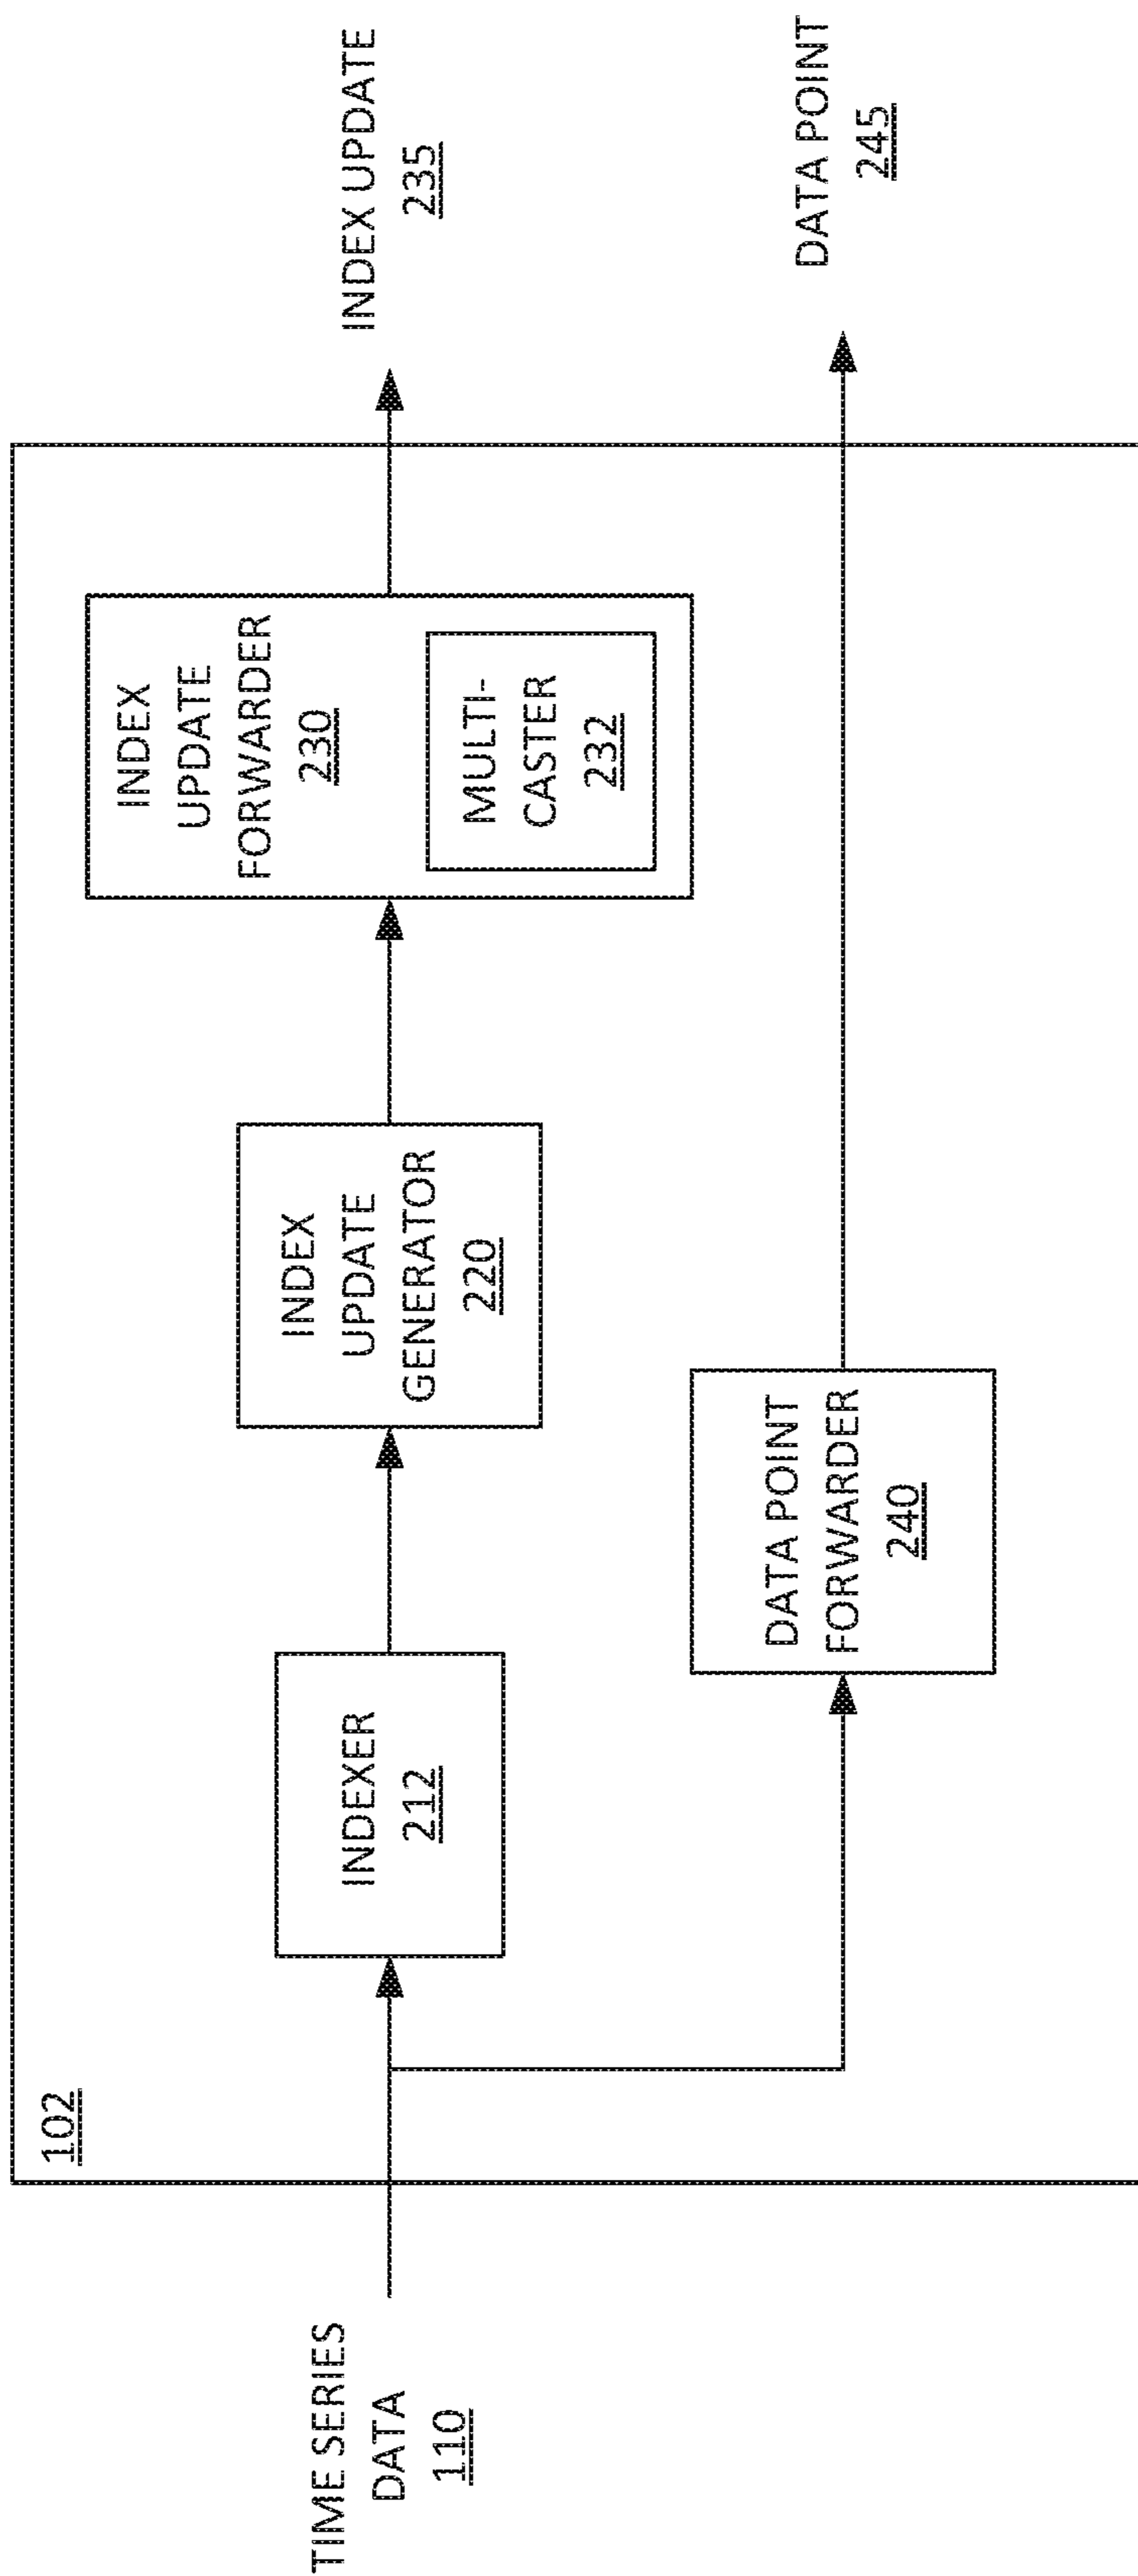 102
TIME SERIES
DATA
110
INDEXER
212
INDEX
UPDATE
GENERATOR
220
INDEX
UPDATE
FORWARDER
230
MULTI-
CASTER
232
INDEX UPDATE
235
DATA POINT
FORWARDER
240
DATA POINT
245